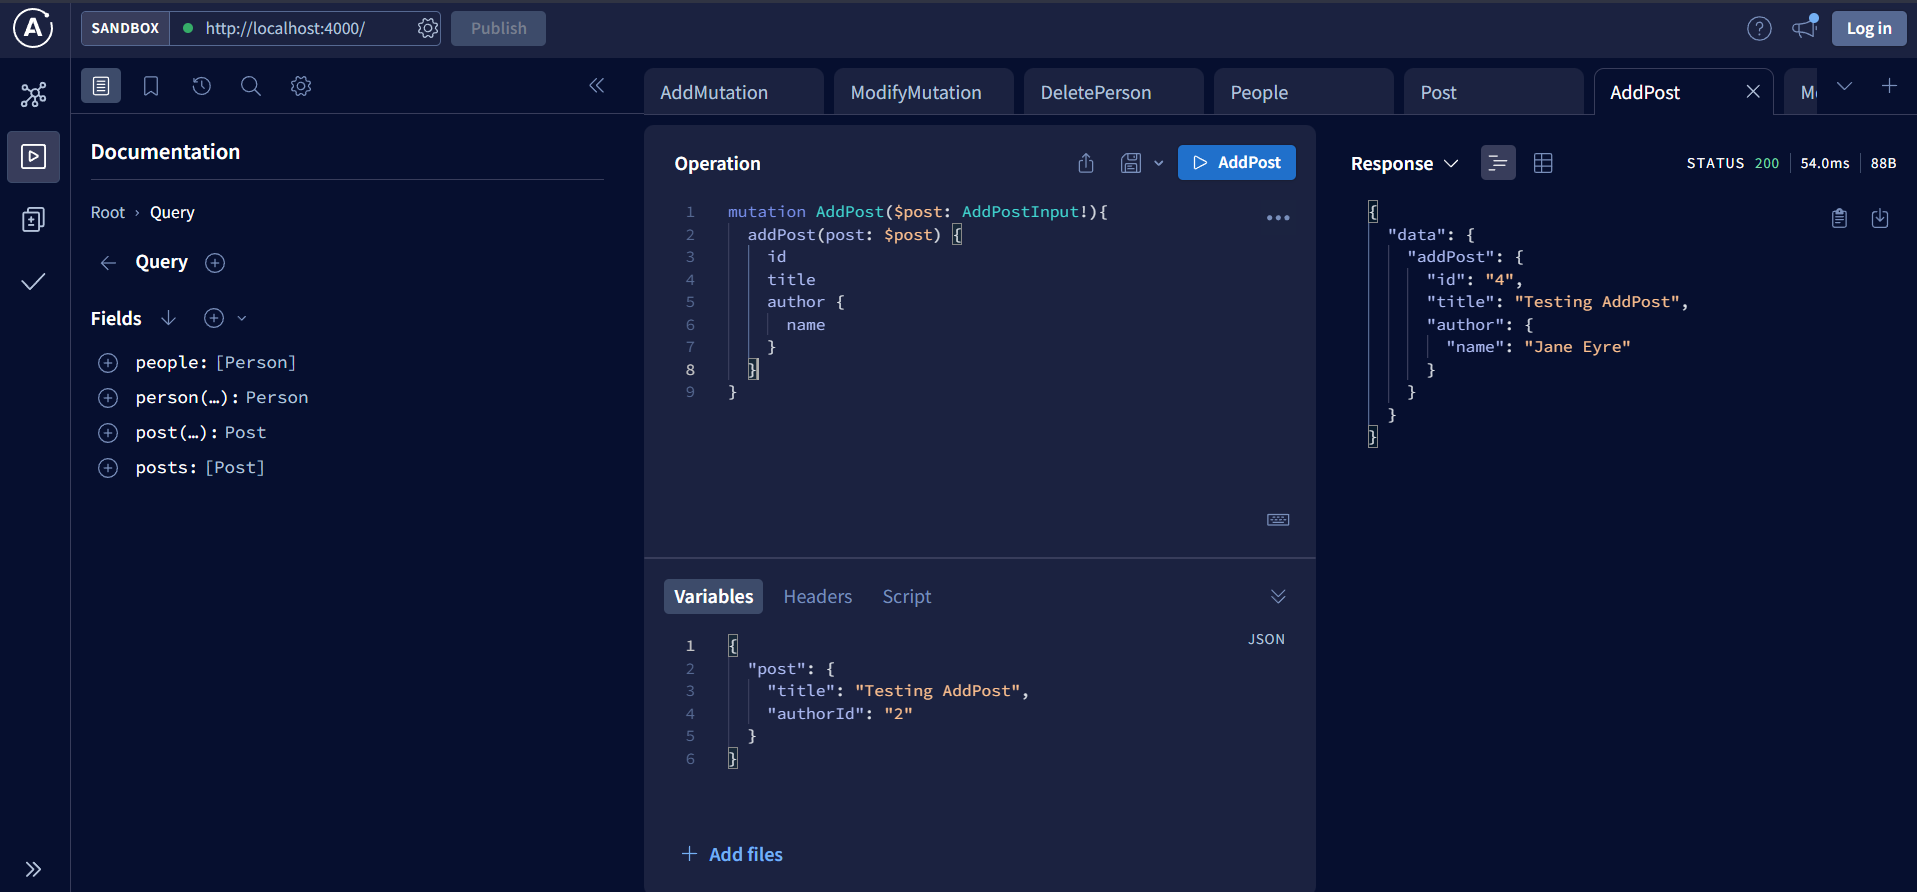 SANDBOX
http://localhost:4000/
Publish
Log in
Documentation
Root › Query
Query
Fields
people: [Person]
person(…): Person
post(…): Post
posts: [Post]
AddMutation
ModifyMutation
DeletePerson
People
Post
AddPost
Operation
AddPost
1 mutation AddPost($post: AddPostInput!){
2 addPost(post: $post) {
3 id
4 title
5 author {
6 name
7 }
8 }
9 }
Variables
Headers
Script
JSON
1 {
2 "post": {
3 "title": "Testing AddPost",
4 "authorId": "2"
5 }
6 }
Add files
Response
STATUS 200
54.0ms
88B
{
"data": {
"addPost": {
"id": "4",
"title": "Testing AddPost",
"author": {
"name": "Jane Eyre"
}
}
}
}